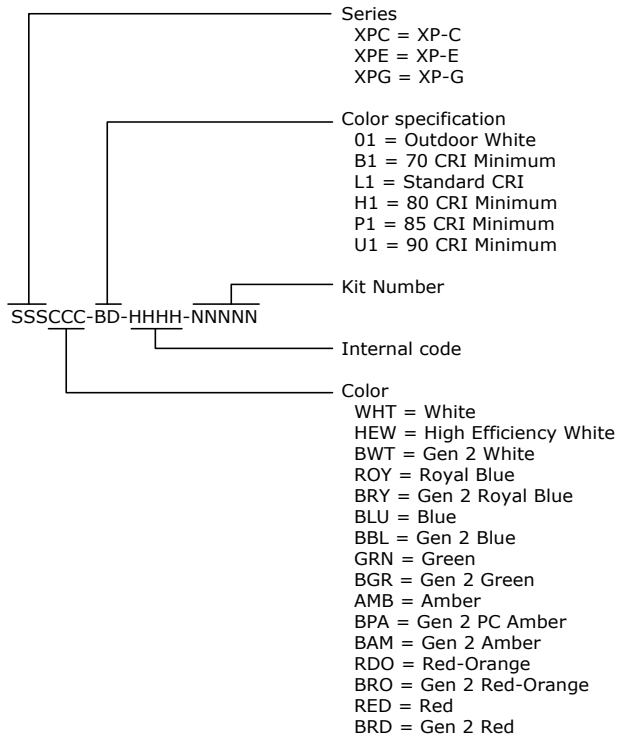 Series
XPC = XP-C
XPE = XP-E
XPG = XP-G
Color specification
01 = Outdoor White
B1 = 70 CRI Minimum
L1 = Standard CRI
H1 = 80 CRI Minimum
P1 = 85 CRI Minimum
U1 = 90 CRI Minimum
Kit Number
SSSCCC-BD-HHHH-NNNNN
Internal code
Color
WHT = White
HEW = High Efficiency White
BWT = Gen 2 White
ROY = Royal Blue
BRY = Gen 2 Royal Blue
BLU = Blue
BBL = Gen 2 Blue
GRN = Green
BGR = Gen 2 Green
AMB = Amber
BPA = Gen 2 PC Amber
BAM = Gen 2 Amber
RDO = Red-Orange
BRO = Gen 2 Red-Orange
RED = Red
BRD = Gen 2 Red